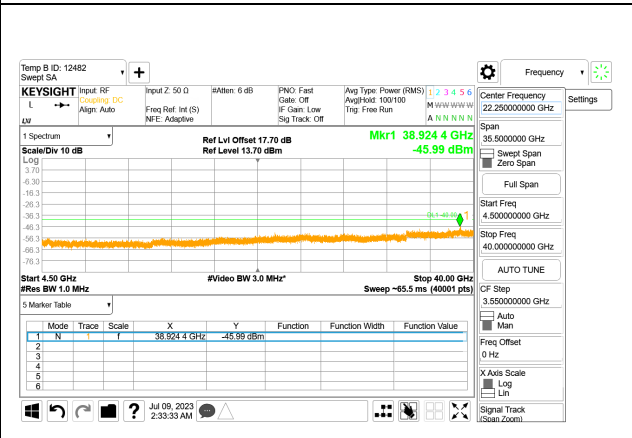 Temp B ID: 12482
Swept SA
Frequency
KEYSIGHT Input: RF Input Z: 50 Ω #Atten: 6 dB PNO: Fast Avg Type: Power (RMS) 1 2 3 4 5 6
L Coupling: DC Gate: Off Avg|Hold: 100/100 M W W W W W
Align: Auto Freq Ref: Int (S) IF Gain: Low Trig: Free Run
NFE: Adaptive Sig Track: Off A N N N N N
1 Spectrum Ref Lvl Offset 17.70 dB Mkr1 38.924 4 GHz
Scale/Div 10 dB Ref Level 13.70 dBm -45.99 dBm
Log
3.70
-6.30
-16.3
-26.3
-36.3
1
-46.3
-56.3
-66.3
-76.3
Start 4.50 GHz #Video BW 3.0 MHz* Stop 40.00 GHz
#Res BW 1.0 MHz Sweep ~65.5 ms (40001 pts)
5 Marker Table
Mode Trace Scale X Y Function Function Width Function Value
1 N 1 f 38.924 4 GHz -45.99 dBm
2
3
4
5
6
Jul 09, 2023
2:33:33 AM
?
Center Frequency
22.250000000 GHz
Settings
Span
35.5000000 GHz
Swept Span
Zero Span
Full Span
Start Freq
4.500000000 GHz
Stop Freq
40.000000000 GHz
AUTO TUNE
CF Step
3.550000000 GHz
Auto
Man
Freq Offset
0 Hz
X Axis Scale
Log
Lin
Signal Track
(Span Zoom)